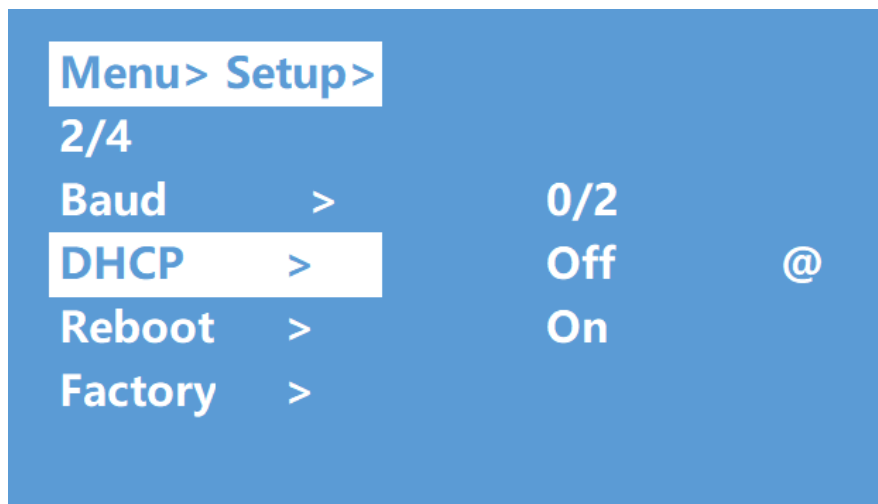 Menu> Setup>
2/4
Baud > 0/2
DHCP > Off @
Reboot > On
Factory >